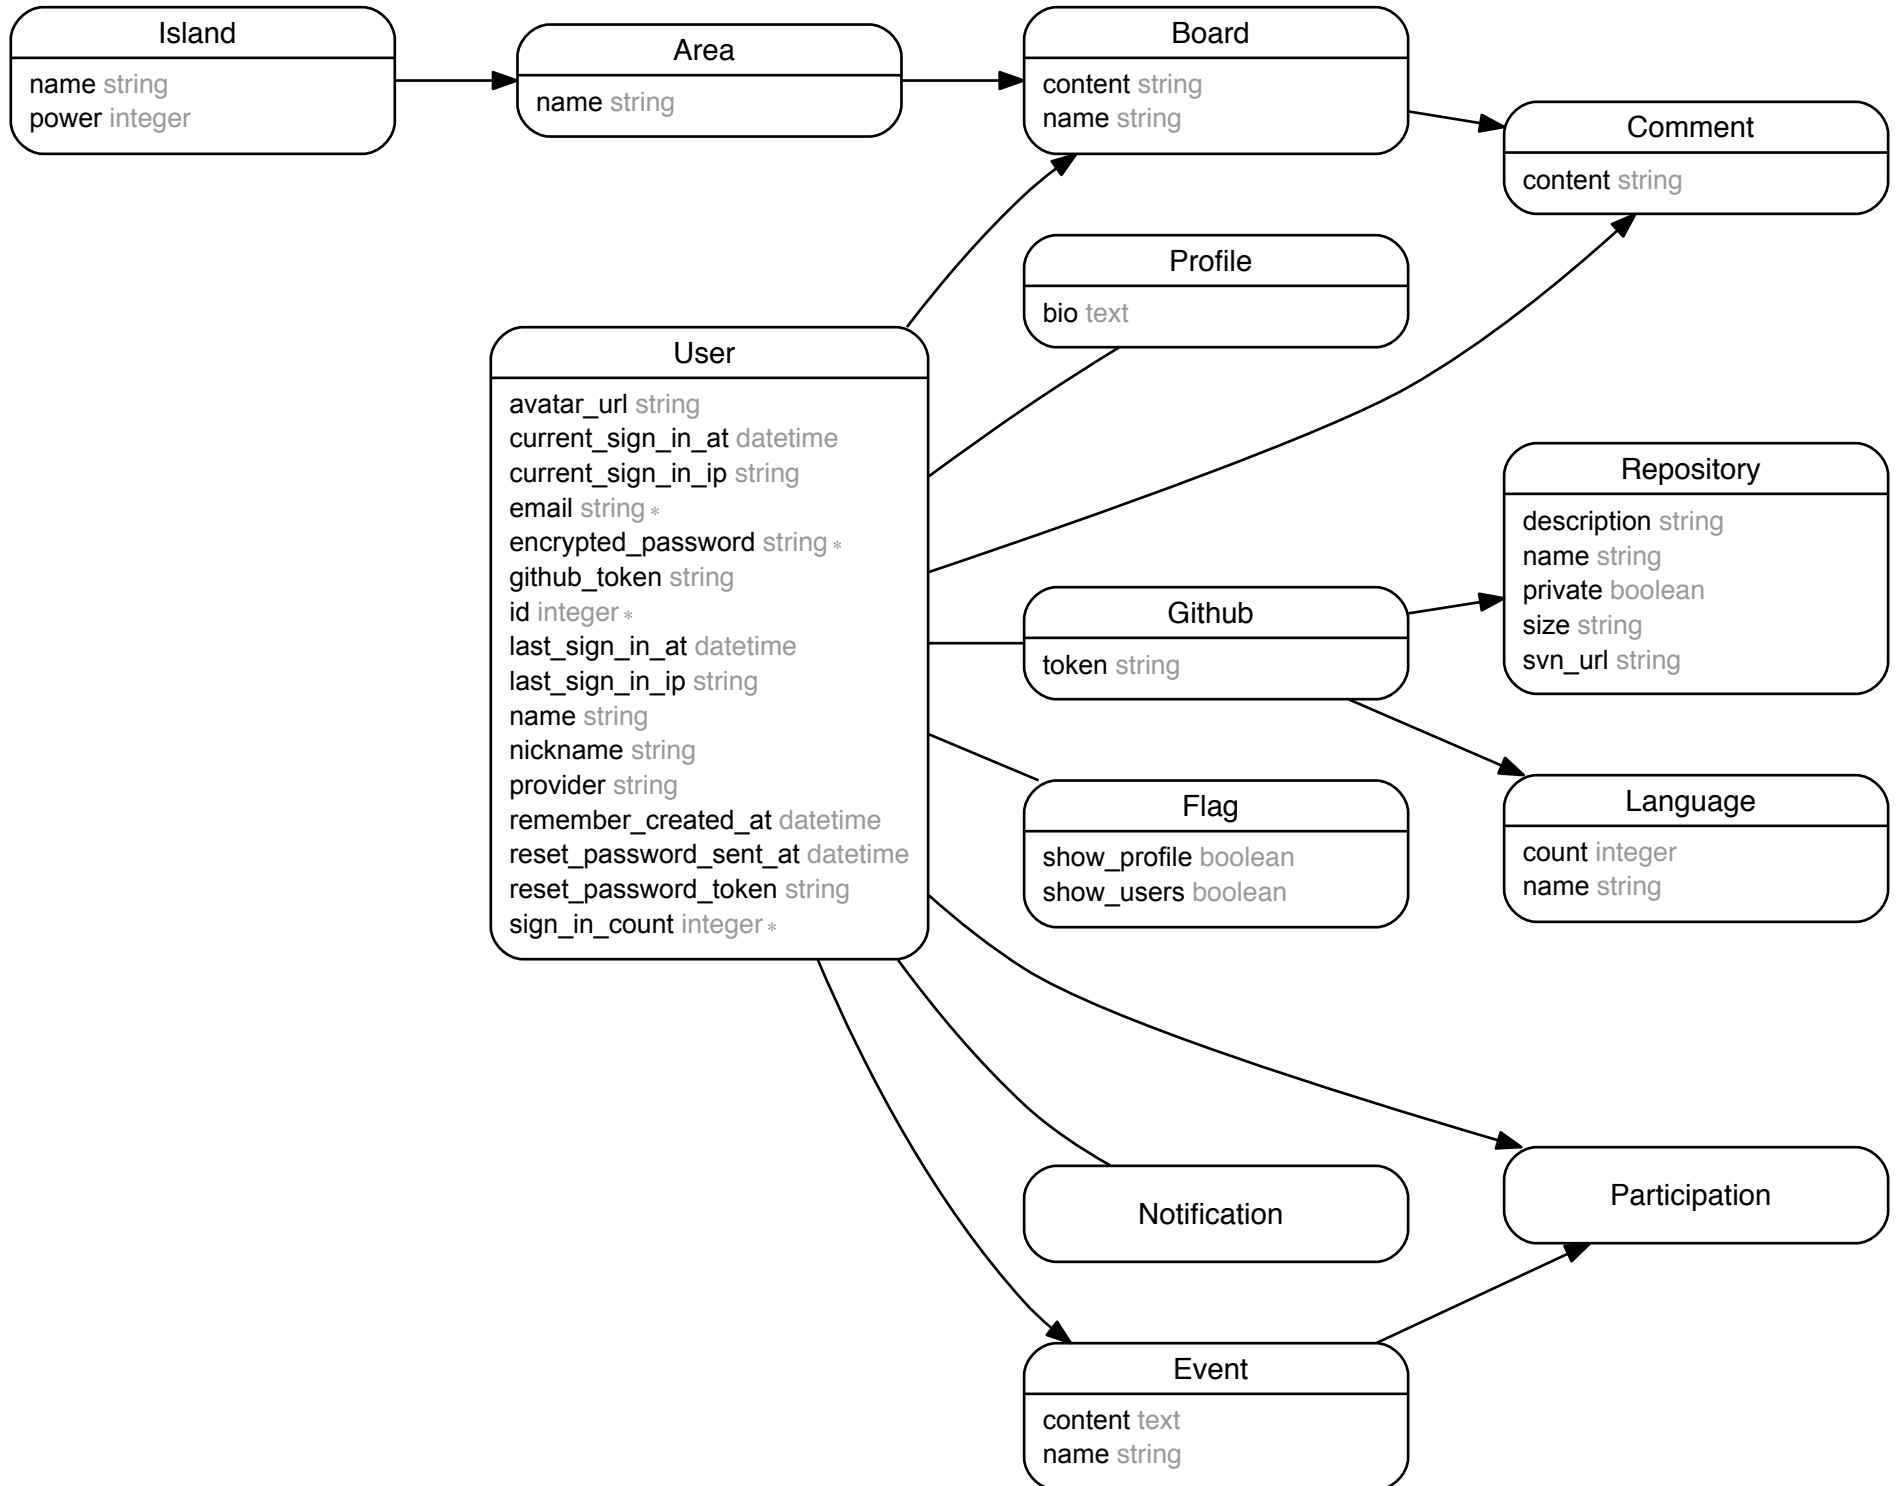 Island
name string
power integer
Area
name string
Board
content string
name string
Comment
content string
Profile
bio text
User
avatar_url string
current_sign_in_at datetime
current_sign_in_ip string
email string *
encrypted_password string *
github_token string
id integer *
last_sign_in_at datetime
last_sign_in_ip string
name string
nickname string
provider string
remember_created_at datetime
reset_password_sent_at datetime
reset_password_token string
sign_in_count integer *
Repository
description string
name string
private boolean
size string
svn_url string
Github
token string
Language
count integer
name string
Flag
show_profile boolean
show_users boolean
Participation
Notification
Event
content text
name string